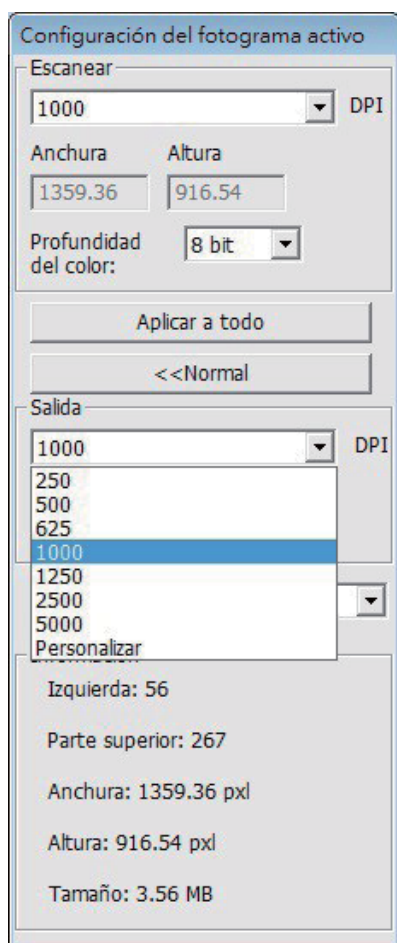 Configuración del fotograma activo
Escanear
1000 DPI
Anchura Altura
1359.36 916.54
Profundidad 8 bit
del color:
Aplicar a todo
<<Normal
Salida
1000 DPI
250
500
625
1000
1250
2500
5000
Personalizar
Izquierda: 56
Parte superior: 267
Anchura: 1359.36 pxl
Altura: 916.54 pxl
Tamaño: 3.56 MB